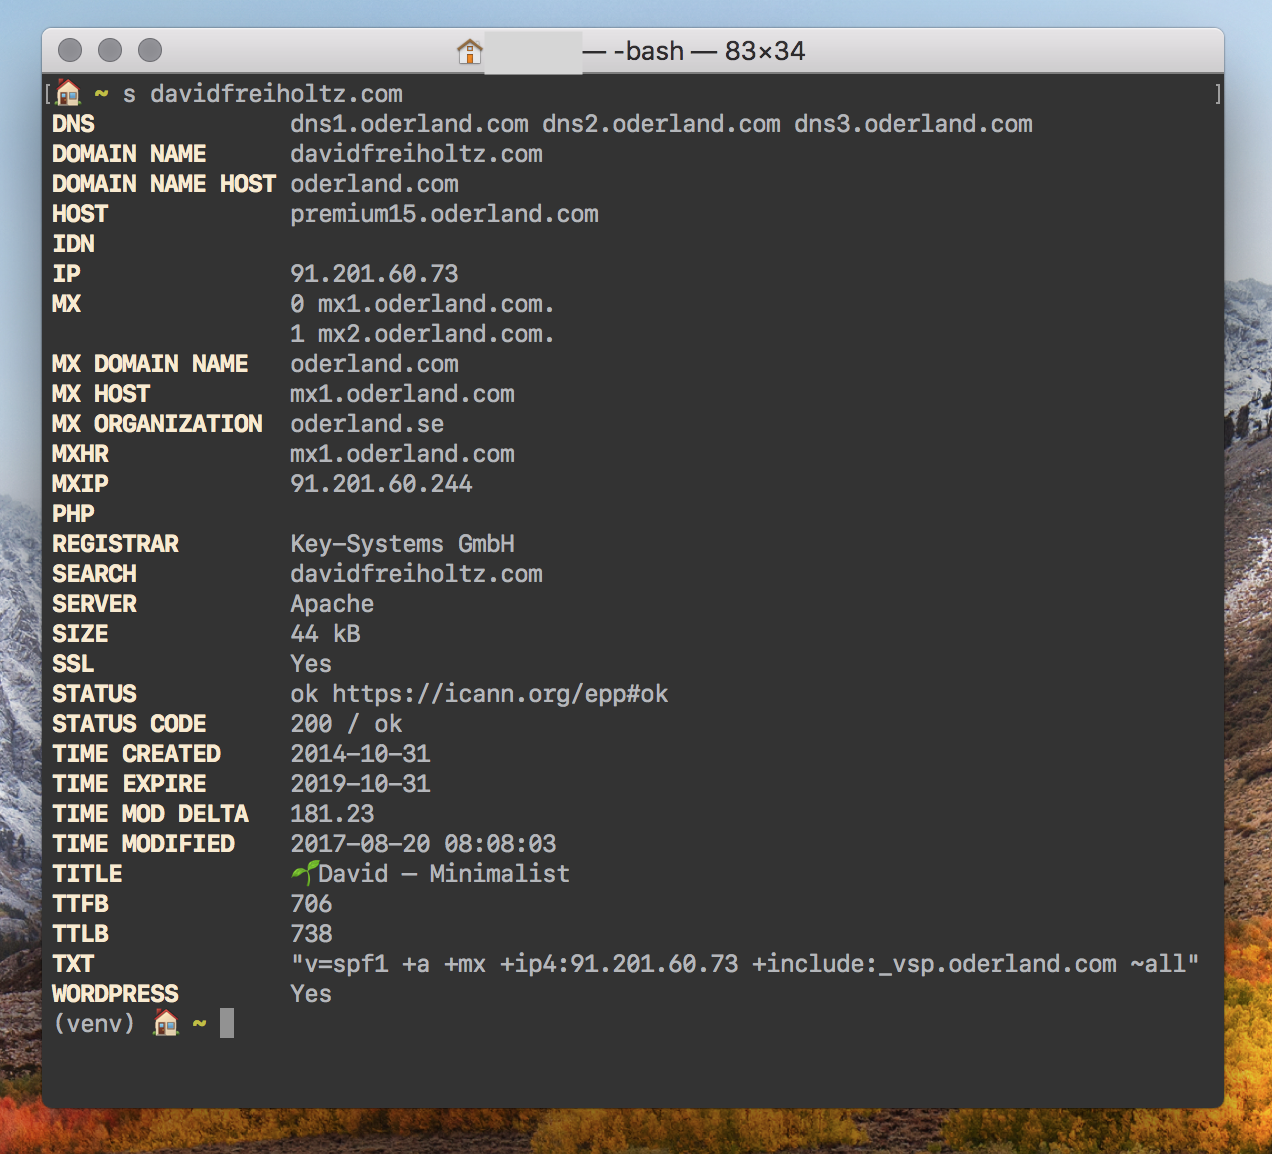 — -bash — 83×34
[🏠 ~ s davidfreiholtz.com ]
DNS dns1.oderland.com dns2.oderland.com dns3.oderland.com
DOMAIN NAME davidfreiholtz.com
DOMAIN NAME HOST oderland.com
HOST premium15.oderland.com
IDN
IP 91.201.60.73
MX 0 mx1.oderland.com.
1 mx2.oderland.com.
MX DOMAIN NAME oderland.com
MX HOST mx1.oderland.com
MX ORGANIZATION oderland.se
MXHR mx1.oderland.com
MXIP 91.201.60.244
PHP
REGISTRAR Key-Systems GmbH
SEARCH davidfreiholtz.com
SERVER Apache
SIZE 44 kB
SSL Yes
STATUS ok https://icann.org/epp#ok
STATUS CODE 200 / ok
TIME CREATED 2014-10-31
TIME EXPIRE 2019-10-31
TIME MOD DELTA 181.23
TIME MODIFIED 2017-08-20 08:08:03
TITLE 🌱David — Minimalist
TTFB 706
TTLB 738
TXT "v=spf1 +a +mx +ip4:91.201.60.73 +include:_vsp.oderland.com ~all"
WORDPRESS Yes
(venv) 🏠 ~